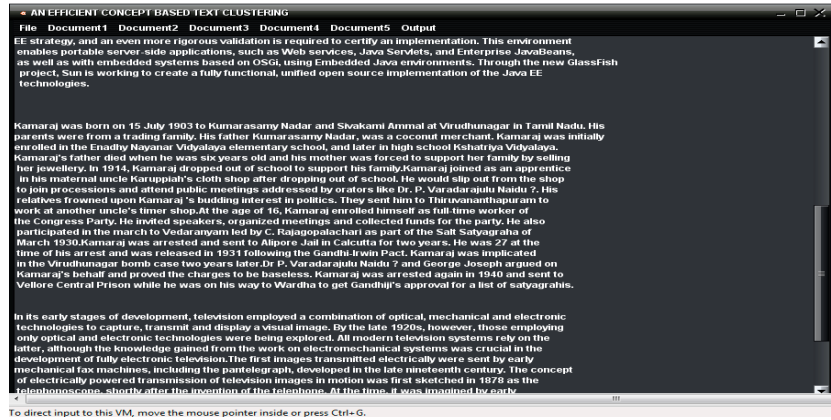 AN EFFICIENT CONCEPT BASED TEXT CLUSTERING
File Document1 Document2 Document3 Document4 Document5 Output
EE strategy, and an even more rigorous validation is required to certify an implementation. This environment
enables portable server-side applications, such as Web services, Java Servlets, and Enterprise JavaBeans,
as well as with embedded systems based on OSGi, using Embedded Java environments. Through the new GlassFish
project, Sun is working to create a fully functional, unified open source implementation of the Java EE
technologies.
Kamaraj was born on 15 July 1903 to Kumarasamy Nadar and Sivakami Ammal at Virudhunagar in Tamil Nadu. His
parents were from a trading family. His father Kumarasamy Nadar, was a coconut merchant. Kamaraj was initially
enrolled in the Enadhy Nayanar Vidyalaya elementary school, and later in high school Kshatriya Vidyalaya.
Kamaraj's father died when he was six years old and his mother was forced to support her family by selling
her jewellery. In 1914, Kamaraj dropped out of school to support his family.Kamaraj joined as an apprentice
in his maternal uncle Karuppiah's cloth shop after dropping out of school. He would slip out from the shop
to join processions and attend public meetings addressed by orators like Dr. P. Varadarajulu Naidu ?. His
relatives frowned upon Kamaraj 's budding interest in politics. They sent him to Thiruvananthapuram to
work at another uncle's timer shop.At the age of 16, Kamaraj enrolled himself as full-time worker of
the Congress Party. He invited speakers, organized meetings and collected funds for the party. He also
participated in the march to Vedaranyam led by C. Rajagopalachari as part of the Salt Satyagraha of
March 1930.Kamaraj was arrested and sent to Alipore Jail in Calcutta for two years. He was 27 at the
time of his arrest and was released in 1931 following the Gandhi-Irwin Pact. Kamaraj was implicated
in the Virudhunagar bomb case two years later.Dr P. Varadarajulu Naidu ? and George Joseph argued on
Kamaraj's behalf and proved the charges to be baseless. Kamaraj was arrested again in 1940 and sent to
Vellore Central Prison while he was on his way to Wardha to get Gandhiji's approval for a list of satyagrahis.
In its early stages of development, television employed a combination of optical, mechanical and electronic
technologies to capture, transmit and display a visual image. By the late 1920s, however, those employing
only optical and electronic technologies were being explored. All modern television systems rely on the
latter, although the knowledge gained from the work on electromechanical systems was crucial in the
development of fully electronic television.The first images transmitted electrically were sent by early
mechanical fax machines, including the pantelegraph, developed in the late nineteenth century. The concept
of electrically powered transmission of television images in motion was first sketched in 1878 as the
telephonoscope, shortly after the invention of the telephone. At the time, it was imagined by early
To direct input to this VM, move the mouse pointer inside or press Ctrl+G.